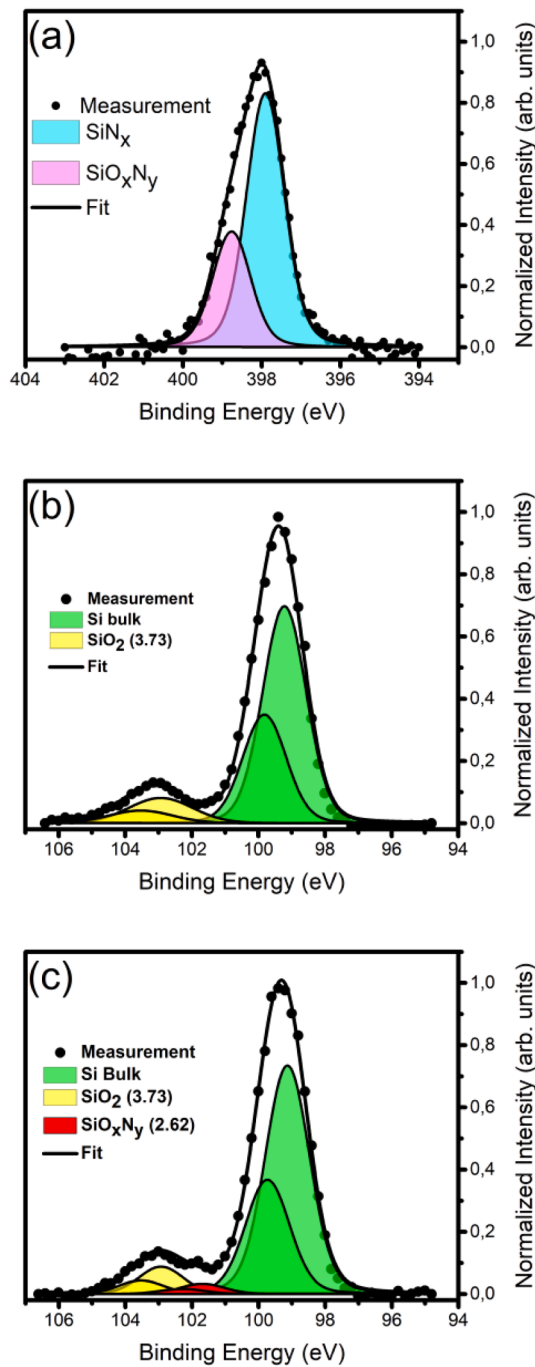 (a)
Measurement
SiNₓ
SiOₓNᵧ
Fit
1,0
0,8
0,6
0,4
0,2
0,0
Normalized Intensity (arb. units)
404 402 400 398 396 394
Binding Energy (eV)
(b)
Measurement
Si bulk
SiO₂ (3.73)
Fit
1,0
0,8
0,6
0,4
0,2
0,0
Normalized Intensity (arb. units)
106 104 102 100 98 96 94
Binding Energy (eV)
(c)
Measurement
Si Bulk
SiO₂ (3.73)
SiOₓNᵧ (2.62)
Fit
1,0
0,8
0,6
0,4
0,2
0,0
Normalized Intensity (arb. units)
106 104 102 100 98 96 94
Binding Energy (eV)